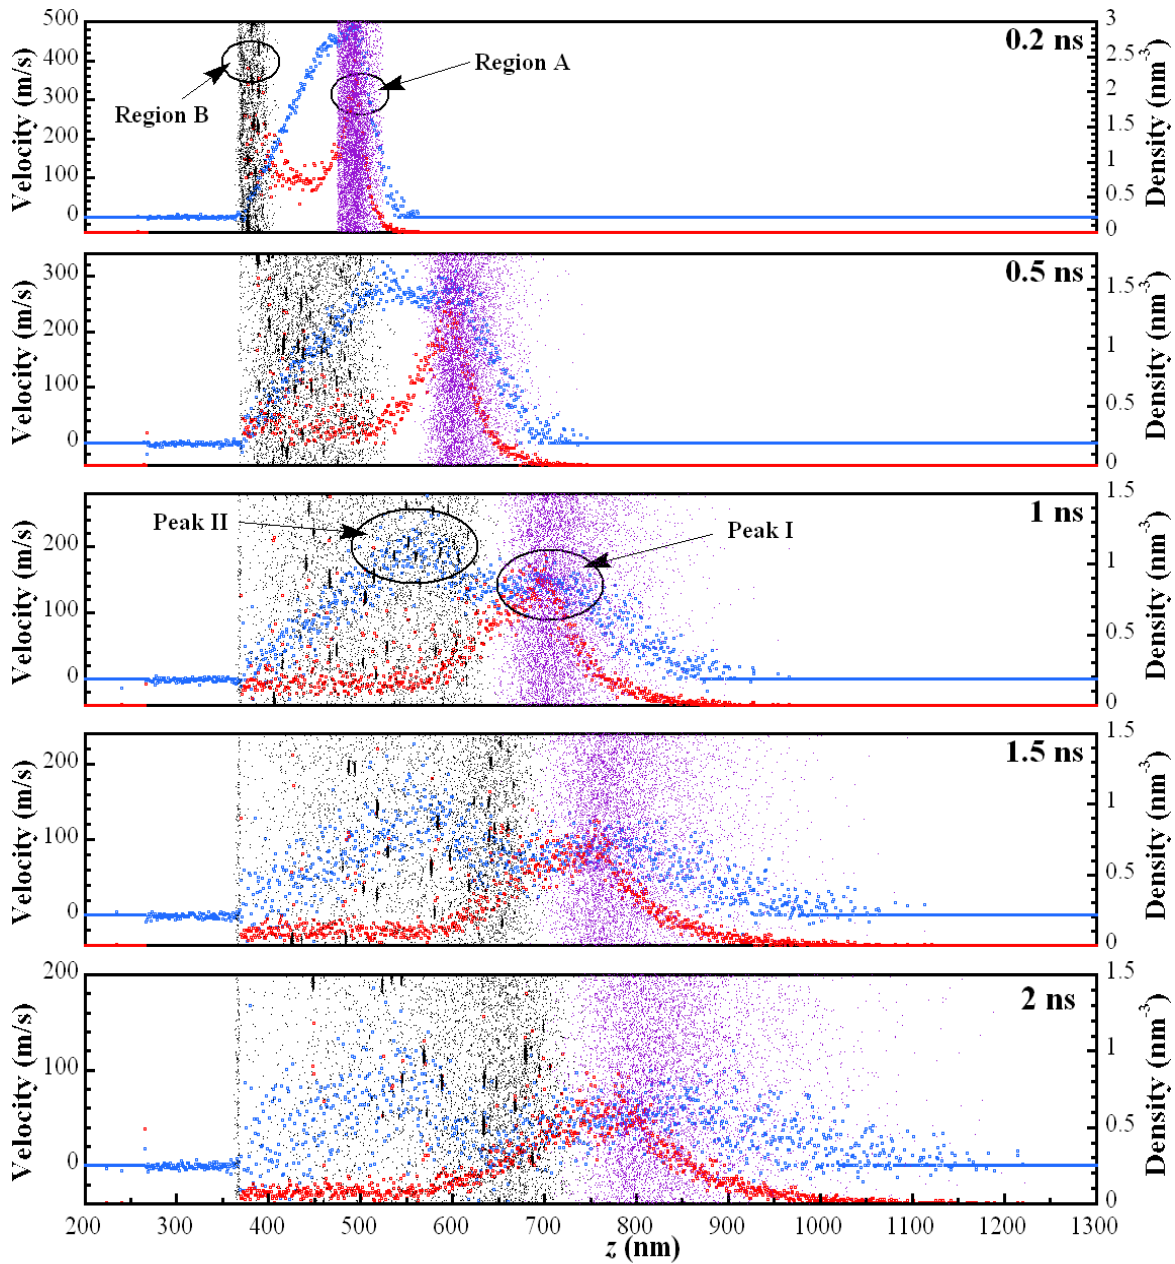 Velocity (m/s)
500
400
300
200
100
0
Region B
Region A
0.2 ns
3
2.5
2
1.5
1
0.5
0
Density (nm-3)
Velocity (m/s)
300
200
100
0
0.5 ns
1.5
1
0.5
0
Density (nm-3)
Velocity (m/s)
200
100
0
Peak II
Peak I
1 ns
1.5
1
0.5
0
Density (nm-3)
Velocity (m/s)
200
100
0
1.5 ns
1.5
1
0.5
0
Density (nm-3)
Velocity (m/s)
200
100
0
2 ns
1.5
1
0.5
0
Density (nm-3)
200 300 400 500 600 700 800 900 1000 1100 1200 1300
z (nm)